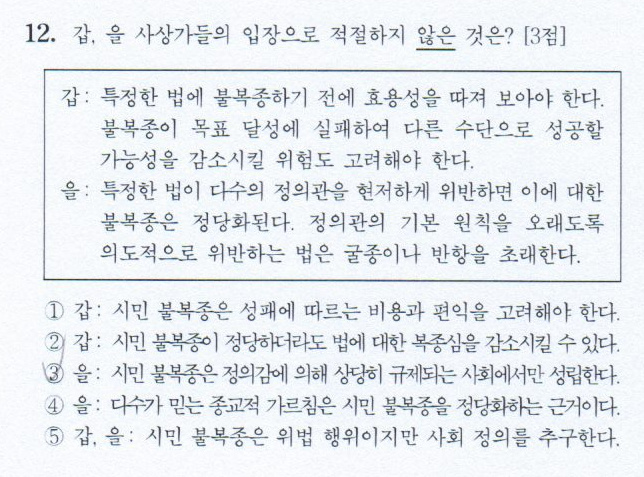 12. 갑, 을 사상가들의 입장으로 적절하지 않은 것은? [3점]
갑: 특정한 법에 불복종하기 전에 효용성을 따져 보아야 한다.
불복종이 목표 달성에 실패하여 다른 수단으로 성공할
가능성을 감소시킬 위험도 고려해야 한다.
을: 특정한 법이 다수의 정의관을 현저하게 위반하면 이에 대한
불복종은 정당화된다. 정의관의 기본 원칙을 오래도록
의도적으로 위반하는 법은 굴종이나 반항을 초래한다.
① 갑: 시민 불복종은 성패에 따르는 비용과 편익을 고려해야 한다.
② 갑: 시민 불복종이 정당하더라도 법에 대한 복종심을 감소시킬 수 있다.
③ 을: 시민 불복종은 정의감에 의해 상당히 규제되는 사회에서만 성립한다.
④ 을: 다수가 믿는 종교적 가르침은 시민 불복종을 정당화하는 근거이다.
⑤ 갑, 을: 시민 불복종은 위법 행위이지만 사회 정의를 추구한다.